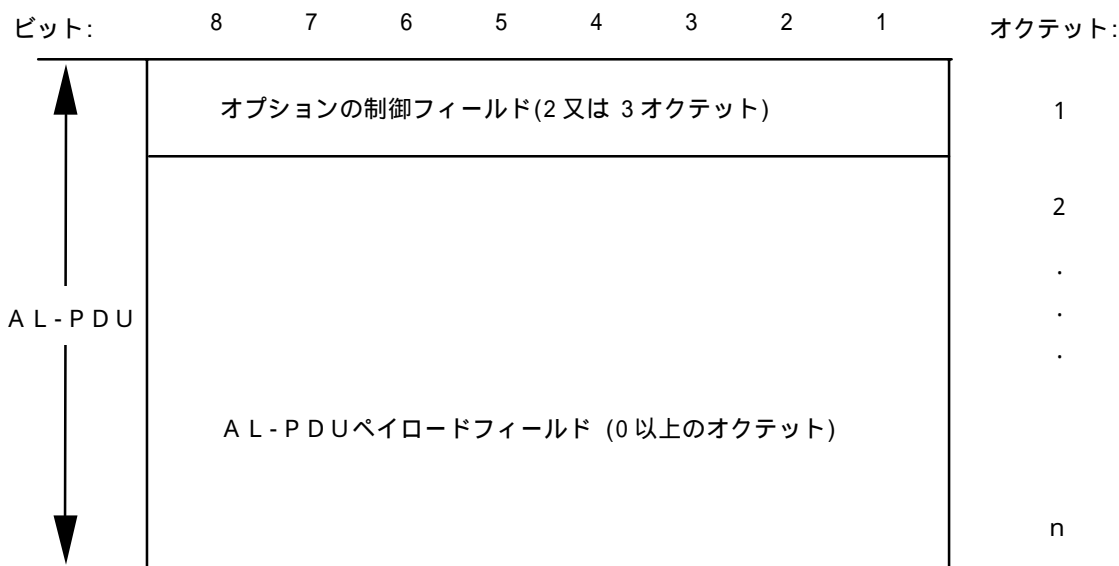 ビット: 8 7 6 5 4 3 2 1 オクテット:
オプションの制御フィールド(2又は 3オクテット) 1
2
.
.
AL-PDU
.
AL-PDUペイロードフィールド (0以上のオクテット)
n